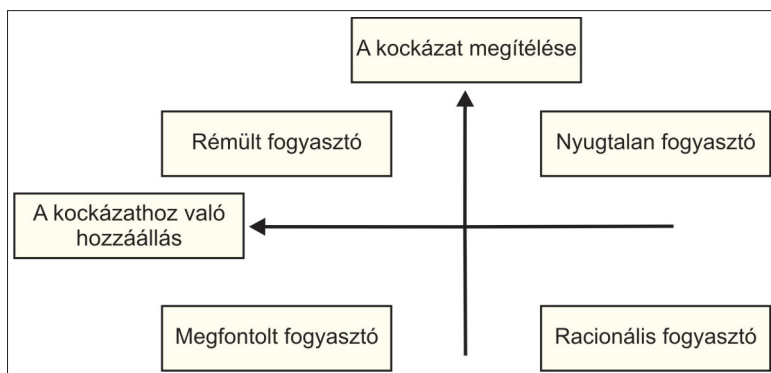 A kockázat megítélése
Rémült fogyasztó
Nyugtalan fogyasztó
A kockázathoz való
hozzáállás
Megfontolt fogyasztó
Racionális fogyasztó